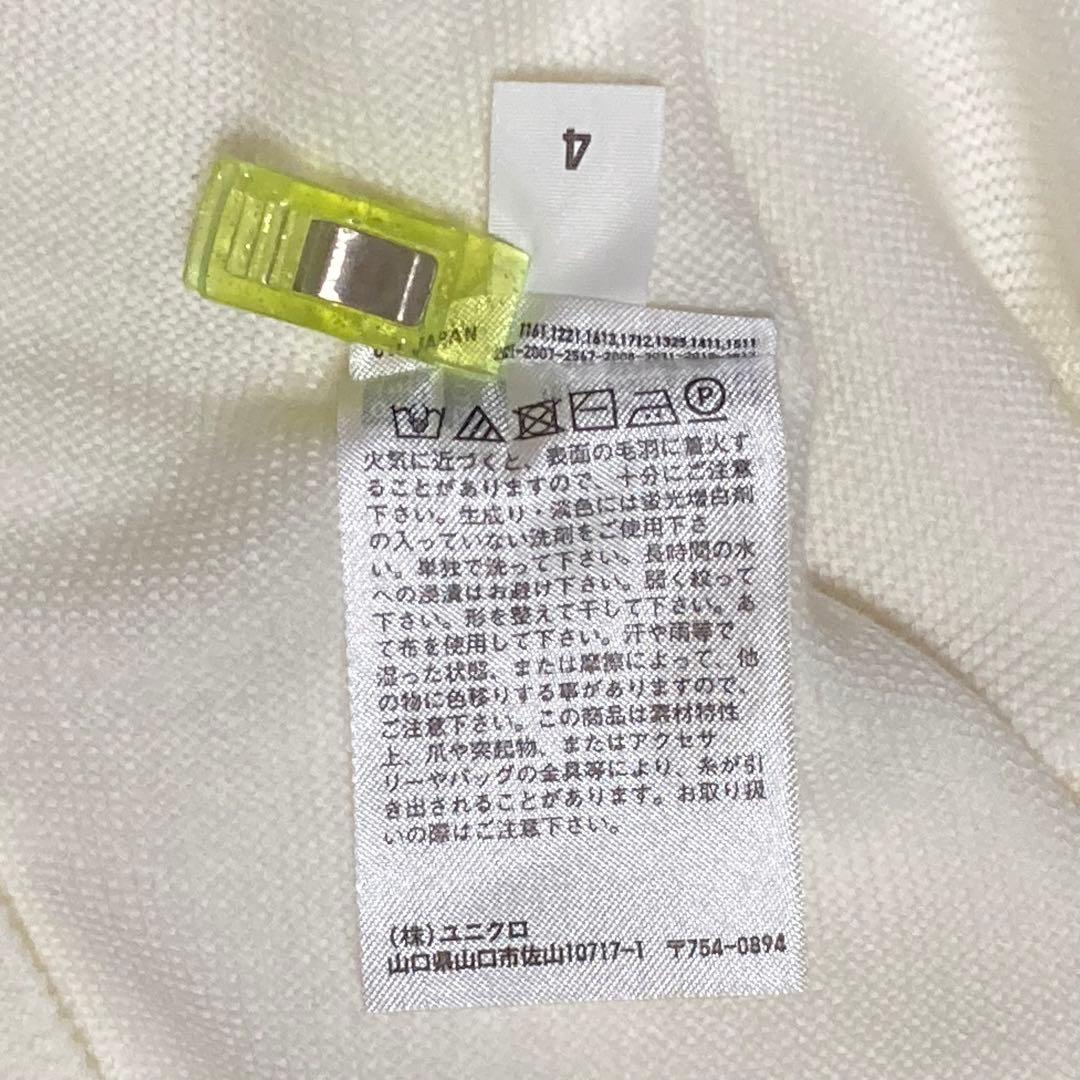 4
JAPAN 1161,1221,1613,1712,1329,1411,1511
P
火気に近づくと、表面の毛羽に着火す
ることがありますので、十分にご注意
下さい。生成り・淡色には蛍光増白剤
の入っていない洗剤をご使用下さ
い。単独で洗って下さい。長時間の水
への浸漬はお避け下さい。弱く絞って
下さい。形を整えて干して下さい。あ
て布を使用して下さい。汗や雨等で
湿った状態、または摩擦によって、他
の物に色移りする事がありますので、
ご注意下さい。この商品は素材特性
上、爪や突起物、またはアクセサ
リーやバッグの金具等により、糸が引
き出されることがあります。お取り扱
いの際はご注意下さい。
(株)ユニクロ
山口県山口市佐山10717-1 〒754-0894